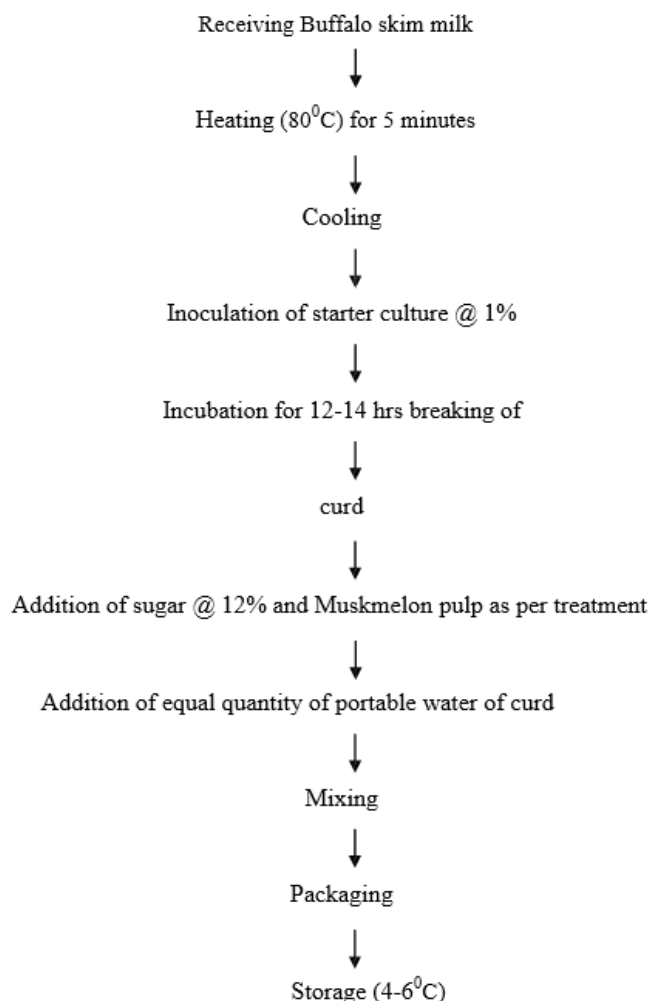 Receiving Buffalo skim milk
Heating (80⁰C) for 5 minutes
Cooling
Inoculation of starter culture @ 1%
Incubation for 12-14 hrs breaking of
curd
Addition of sugar @ 12% and Muskmelon pulp as per treatment
Addition of equal quantity of portable water of curd
Mixing
Packaging
Storage (4-6⁰C)